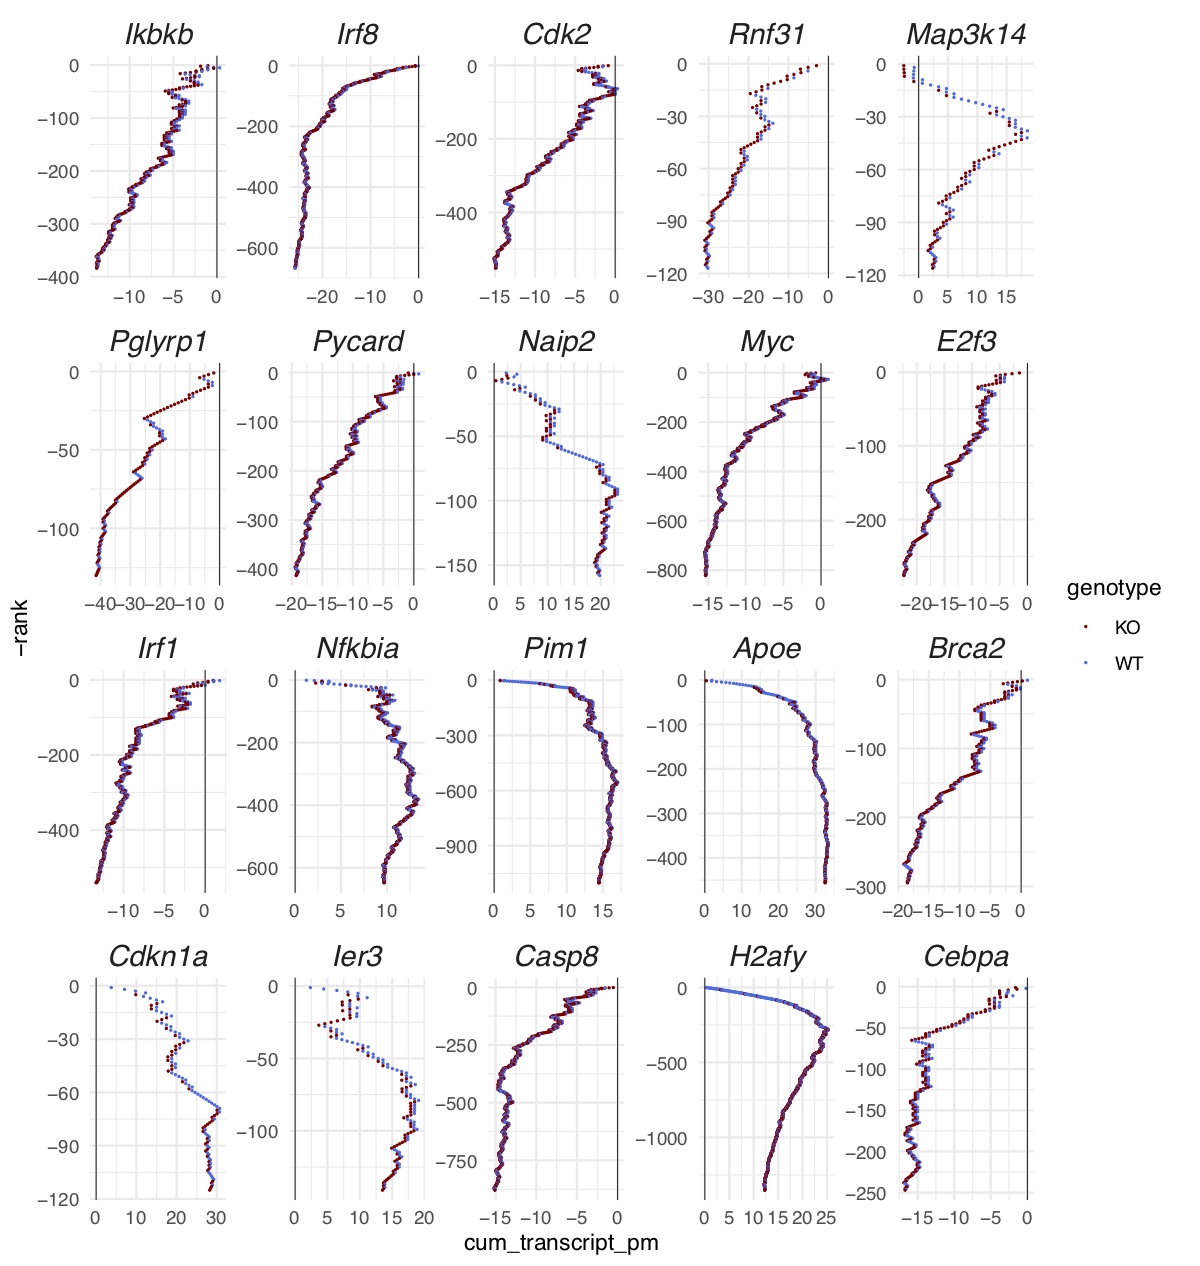 Ikbkb Irf8 Cdk2 Rnf31 Map3k14
0 −100 −200 −300 −400
0 −200 −400 −600
0 −200 −400
0 −30 −60 −90 −120
0 −30 −60 −90 −120
−10 −5 0 −20 −10 0 −15 −10 −5 0 −30 −20 −10 0 0 5 10 15
Pglyrp1 Pycard Naip2 Myc E2f3
0 −50 −100
0 −100 −200 −300 −400
0 −50 −100 −150
0 −200 −400 −600 −800
0 −100 −200
−40 −30 −20 −10 0 −20 −15 −10 −5 0 0 5 10 15 20 −15 −10 −5 0 −20 −15 −10 −5 0
−rank
genotype
KO
WT
Irf1 Nfkbia Pim1 Apoe Brca2
0 −200 −400
0 −200 −400 −600
0 −300 −600 −900
0 −100 −200 −300 −400
0 −100 −200 −300
−10 −5 0 0 5 10 0 5 10 15 0 10 20 30 −20 −15 −10 −5 0
Cdkn1a Ier3 Casp8 H2afy Cebpa
0 −30 −60 −90 −120
0 −50 −100
0 −250 −500 −750
0 −500 −1000
0 −50 −100 −150 −200 −250
0 10 20 30 0 5 10 15 20 −15 −10 −5 0 0 5 10 15 20 25 −15 −10 −5 0
cum_transcript_pm